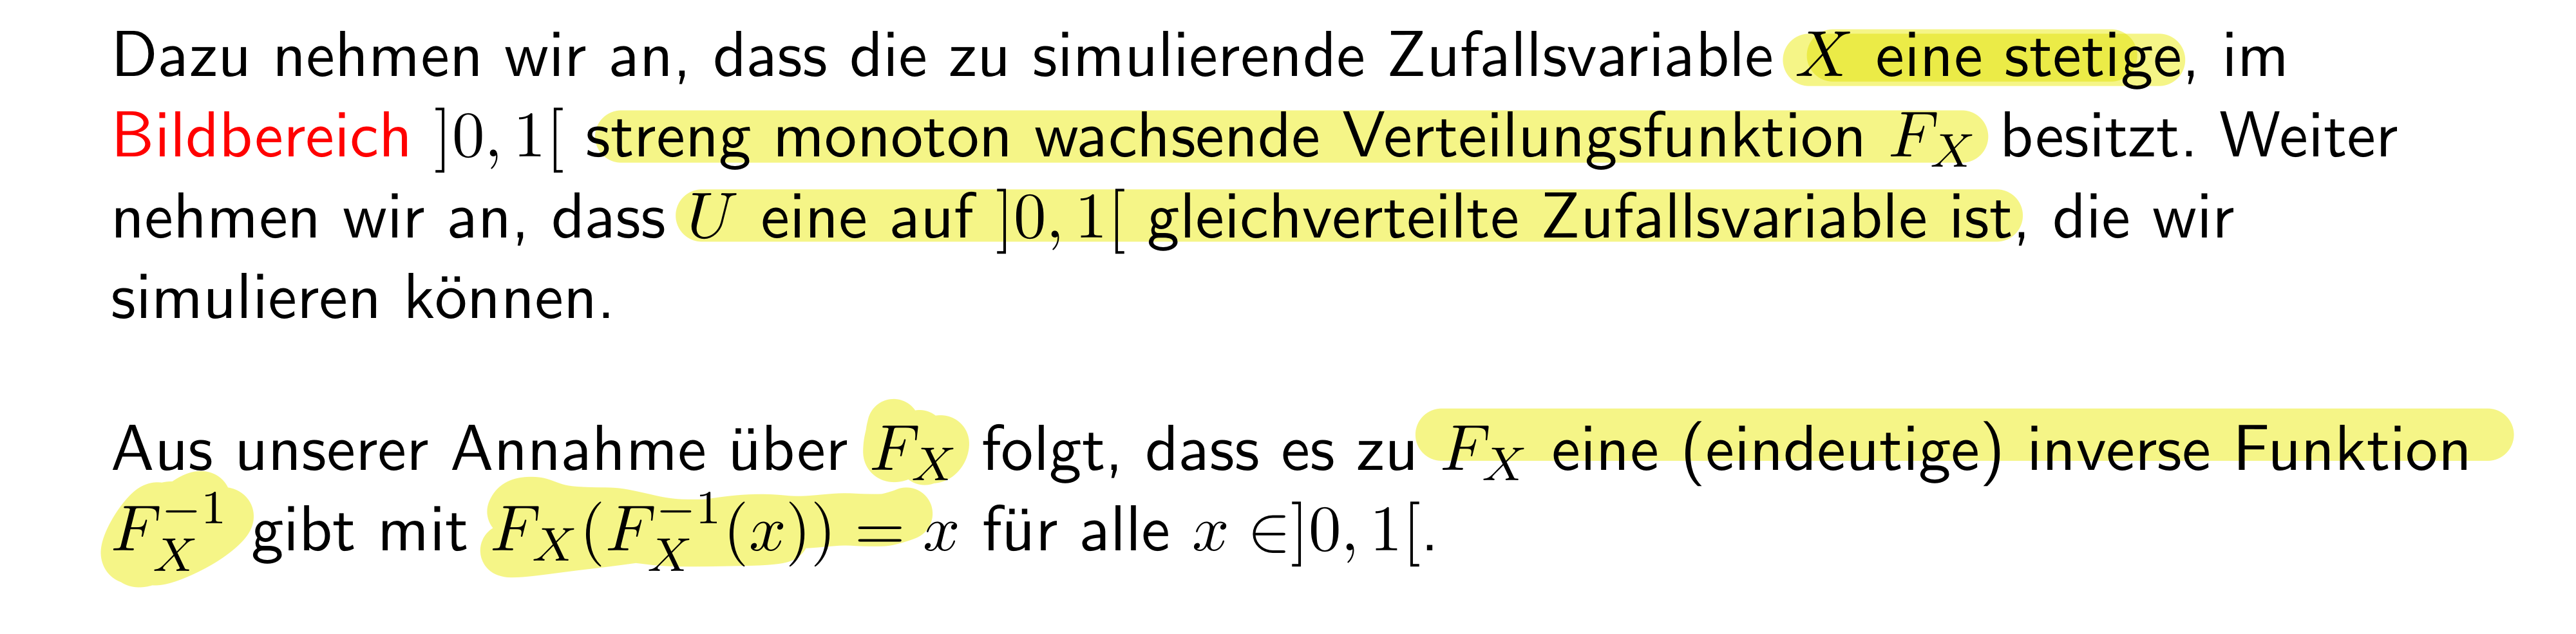 Dazu nehmen wir an, dass die zu simulierende Zufallsvariable X eine stetige, im
Bildbereich ]0, 1[ streng monoton wachsende Verteilungsfunktion F_X besitzt. Weiter
nehmen wir an, dass U eine auf ]0, 1[ gleichverteilte Zufallsvariable ist, die wir
simulieren können.
Aus unserer Annahme über F_X folgt, dass es zu F_X eine (eindeutige) inverse Funktion
F_X^{-1} gibt mit F_X(F_X^{-1}(x)) = x für alle x ∈]0, 1[.